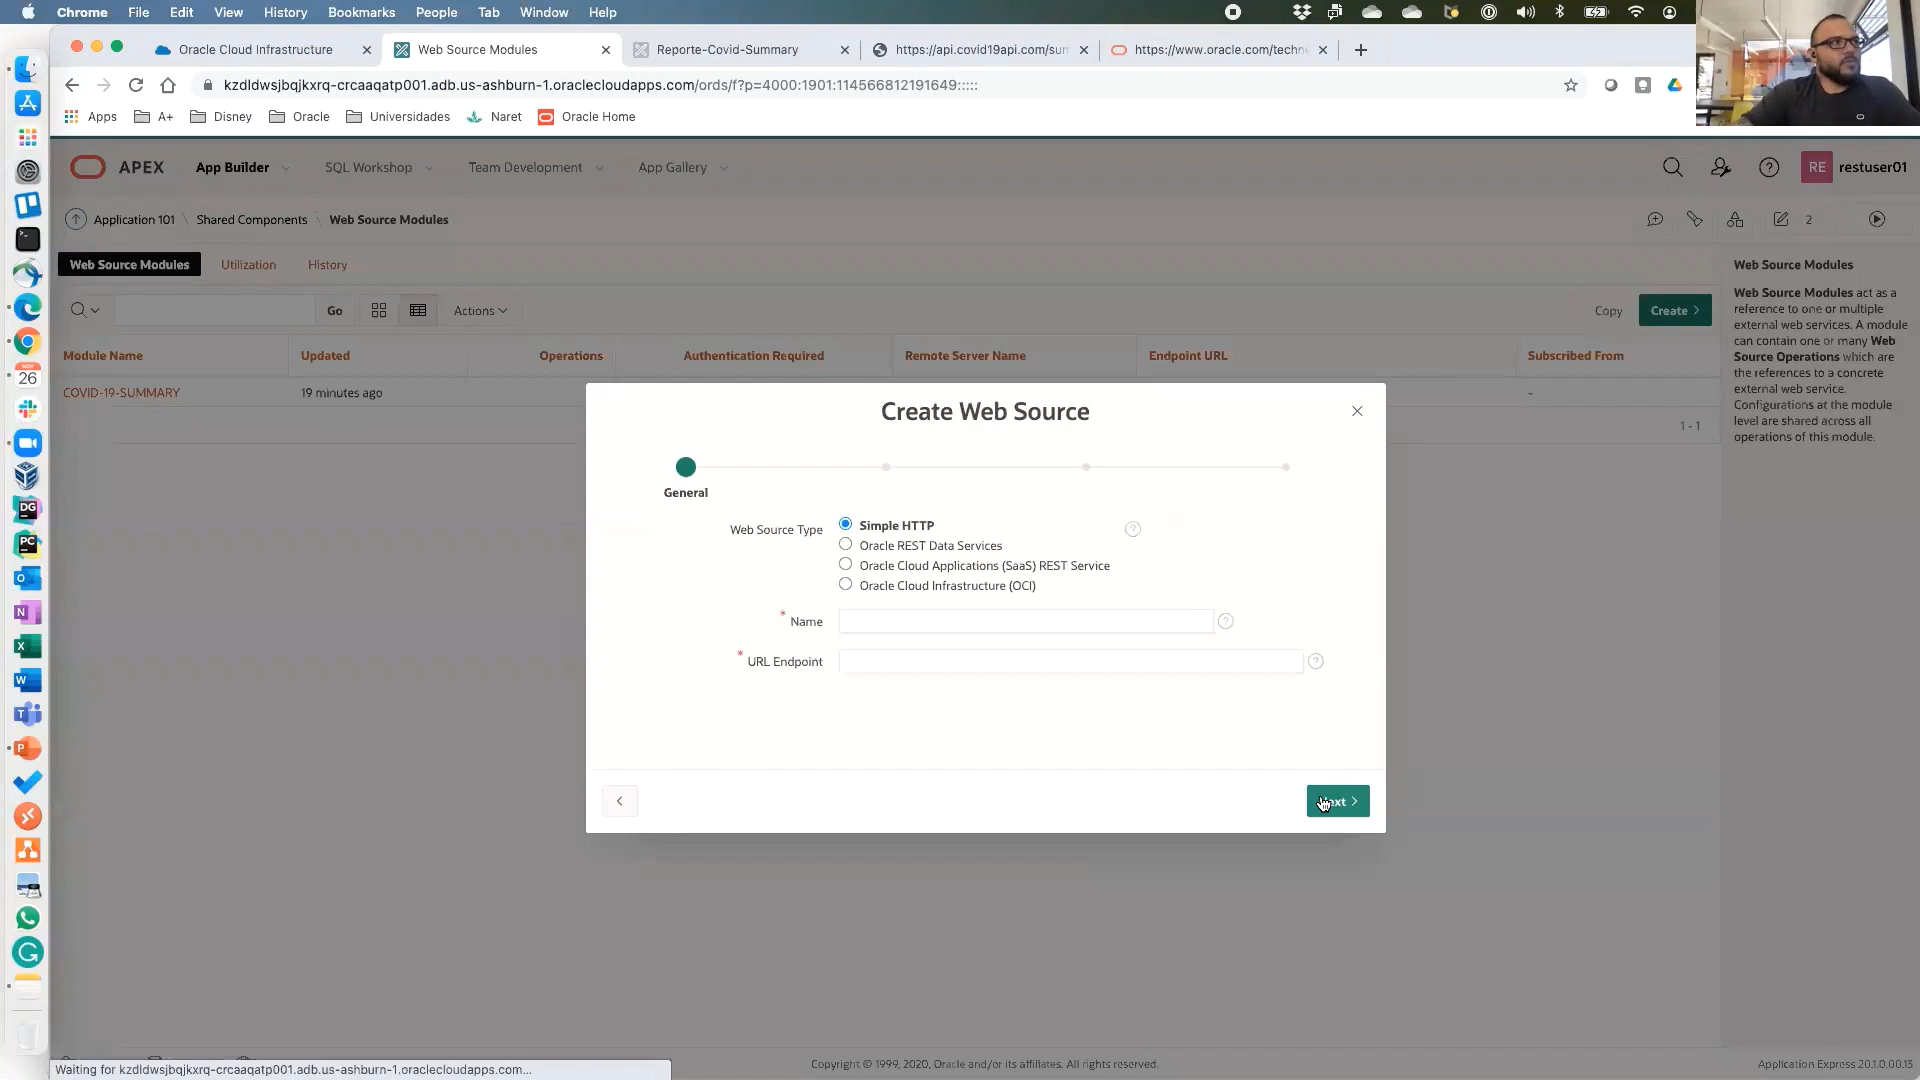 Chrome File Edit View History Bookmarks People Tab Window Help
Oracle Cloud Infrastructure Web Source Modules Reporte-Covid-Summary https://api.covid19api.com/sum https://www.oracle.com/techne
kzdldwsjbqjkxrq-crcaaqatp001.adb.us-ashburn-1.oraclecloudapps.com/ords/f?p=4000:1901:114566812191649:::::
Apps A+ Disney Oracle Universidades Naret Oracle Home
APEX App Builder SQL Workshop Team Development App Gallery RE restuser01
Application 101 \ Shared Components \ Web Source Modules 2
Web Source Modules Utilization History
Go Actions Copy Create
Module Name Updated Operations Authentication Required Remote Server Name Endpoint URL Subscribed From
COVID-19-SUMMARY 19 minutes ago -
1 - 1
Web Source Modules
Web Source Modules act as a
reference to one or multiple
external web services. A module
can contain one or many Web
Source Operations which are
the references to a concrete
external web service.
Configurations at the module
level are shared across all
operations of this module.
Create Web Source
General
Web Source Type
Simple HTTP
Oracle REST Data Services
Oracle Cloud Applications (SaaS) REST Service
Oracle Cloud Infrastructure (OCI)
* Name
* URL Endpoint
NOV
26
DG
PC
O
N
X
W
T
P
G
Waiting for kzdldwsjbqjkxrq-crcaaqatp001.adb.us-ashburn-1.oraclecloudapps.com...
Copyright © 1999, 2020, Oracle and/or its affiliates. All rights reserved.
Application Express 20.1.0.00.13